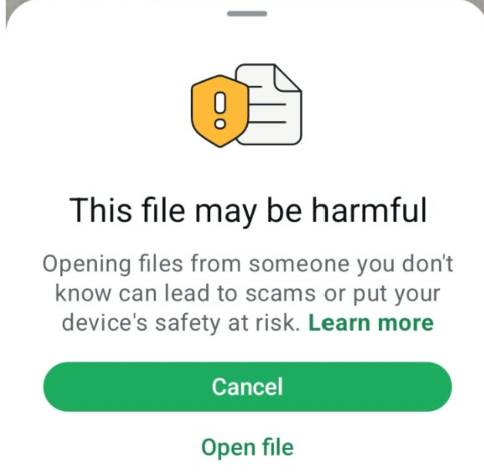 This file may be harmful
Opening files from someone you don't
know can lead to scams or put your
device's safety at risk. Learn more
Cancel
Open file